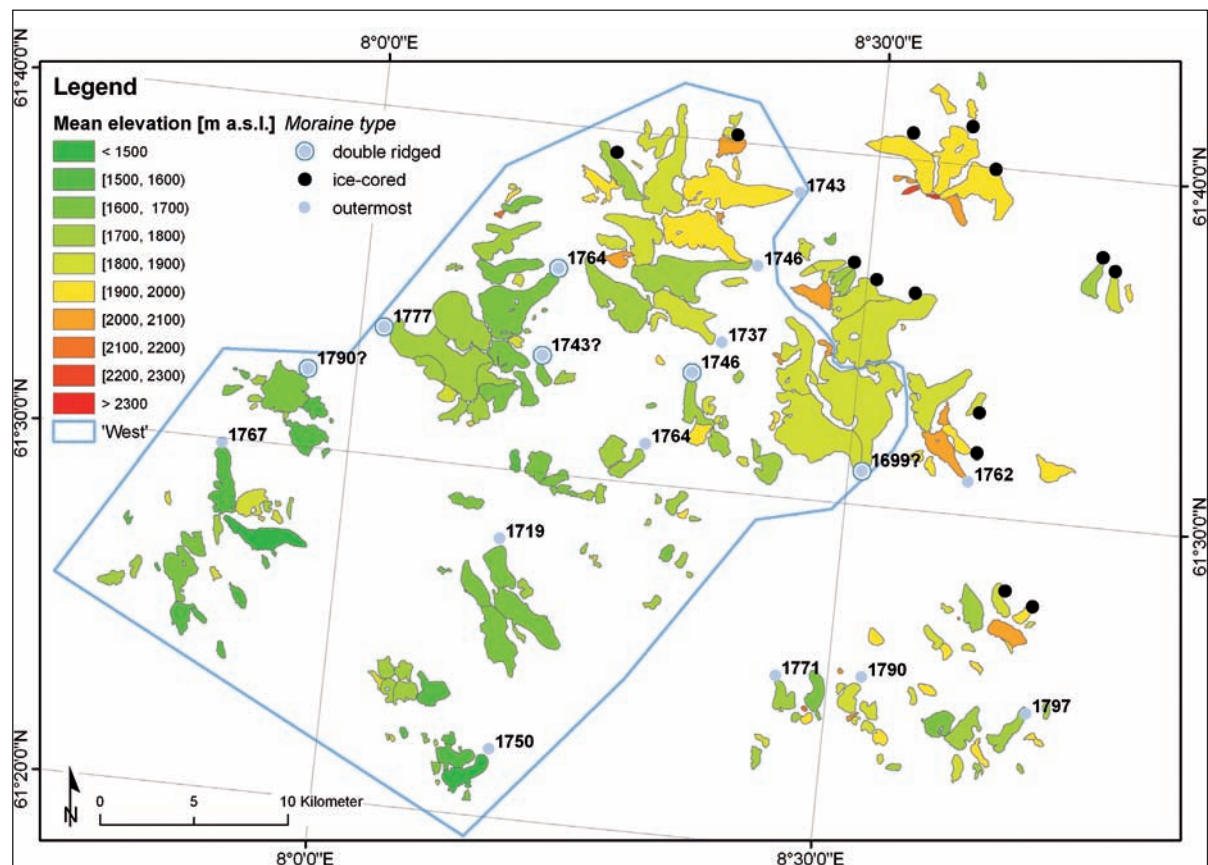 8°0'0"E 8°30'0"E
61°40'0"N
Legend
Mean elevation [m a.s.l.] Moraine type
< 1500 double ridged
[1500, 1600) ice-cored
[1600, 1700) outermost
[1700, 1800)
[1800, 1900)
[1900, 2000)
[2000, 2100)
[2100, 2200)
[2200, 2300)
> 2300
'West'
1743
61°40'0"N
1764 1746
1777
1743? 1737
1790? 1746
61°30'0"N
1767 1764
1699? 1762
1719
61°30'0"N
1771 1790
1797
1750
61°20'0"N
N
0 5 10 Kilometer
8°0'0"E 8°30'0"E